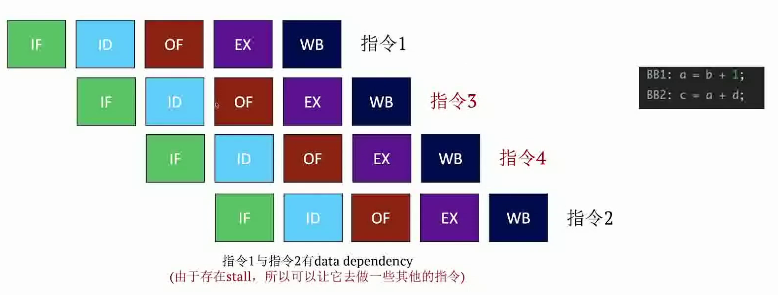 IF ID OF EX WB 指令1
BB1: a = b + 1;
BB2: c = a + d;
IF ID OF EX WB 指令3
IF ID OF EX WB 指令4
IF ID OF EX WB 指令2
指令1与指令2有data dependency
(由于存在stall，所以可以让它去做一些其他的指令)